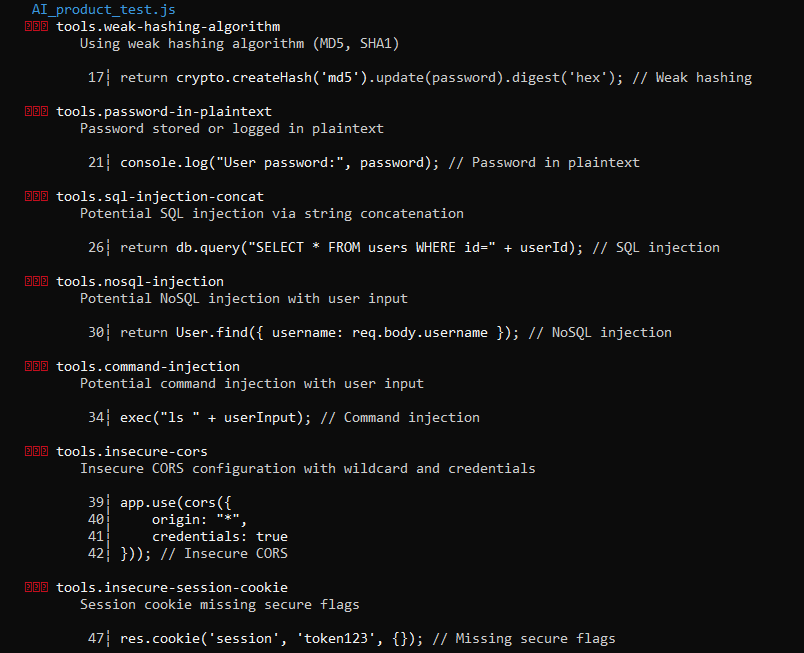 AI_product_test.js
tools.weak-hashing-algorithm
Using weak hashing algorithm (MD5, SHA1)
17¦ return crypto.createHash('md5').update(password).digest('hex'); // Weak hashing
tools.password-in-plaintext
Password stored or logged in plaintext
21¦ console.log("User password:", password); // Password in plaintext
tools.sql-injection-concat
Potential SQL injection via string concatenation
26¦ return db.query("SELECT * FROM users WHERE id=" + userId); // SQL injection
tools.nosql-injection
Potential NoSQL injection with user input
30¦ return User.find({ username: req.body.username }); // NoSQL injection
tools.command-injection
Potential command injection with user input
34¦ exec("ls " + userInput); // Command injection
tools.insecure-cors
Insecure CORS configuration with wildcard and credentials
39¦ app.use(cors({
40¦     origin: "*",
41¦     credentials: true
42¦ })); // Insecure CORS
tools.insecure-session-cookie
Session cookie missing secure flags
47¦ res.cookie('session', 'token123', {}); // Missing secure flags